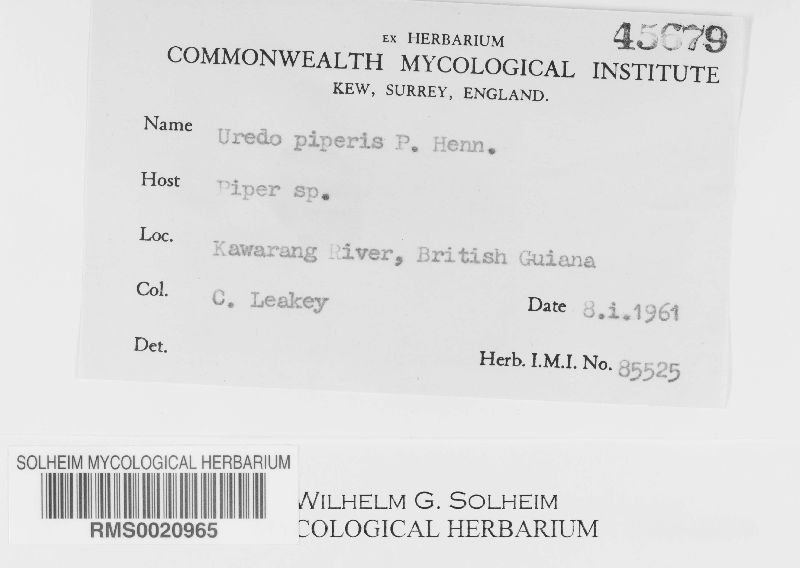 45679
EX HERBARIUM
COMMONWEALTH MYCOLOGICAL INSTITUTE
KEW, SURREY, ENGLAND.
Name Uredo piperis P. Henn.
Host Piper sp.
Loc. Kawarang River, British Guiana
Col. C. Leakey Date 8.i.1961
Det. Herb. I.M.I. No. 85525
SOLHEIM MYCOLOGICAL HERBARIUM
RMS0020965
WILHELM G. SOLHEIM
COLOGICAL HERBARIUM